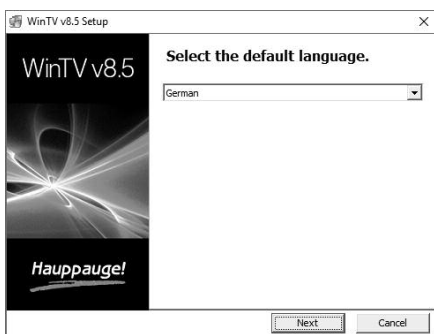 WinTV v8.5 Setup
WinTV v8.5
Select the default language.
German
Hauppauge!
Next
Cancel